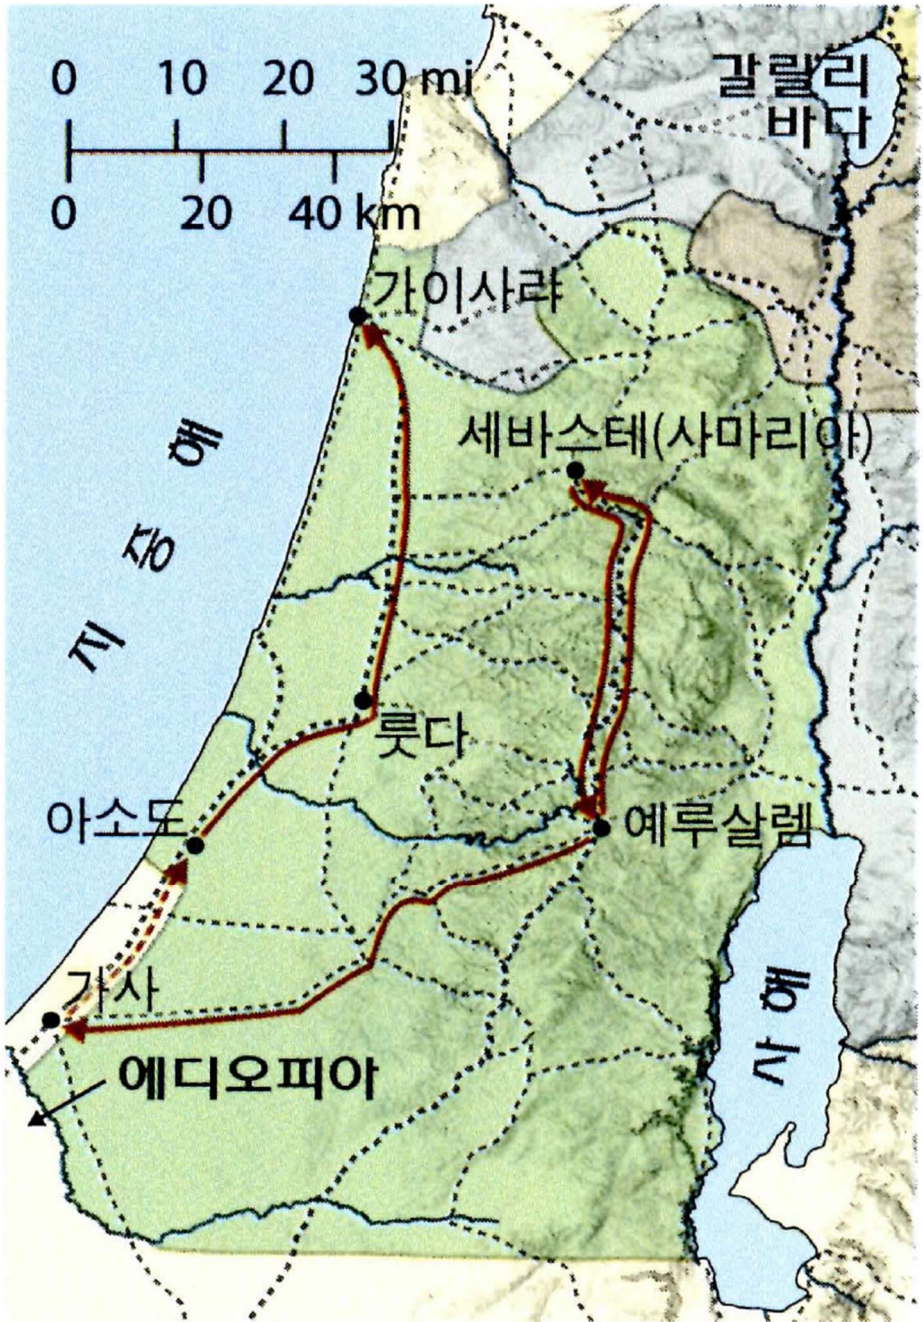 0 10 20 30 mi
0 20 40 km
갈릴리
바다
가이사랴
세바스테(사마리아)
지중해
룻다
아소도
예루살렘
가사
사해
에디오피아